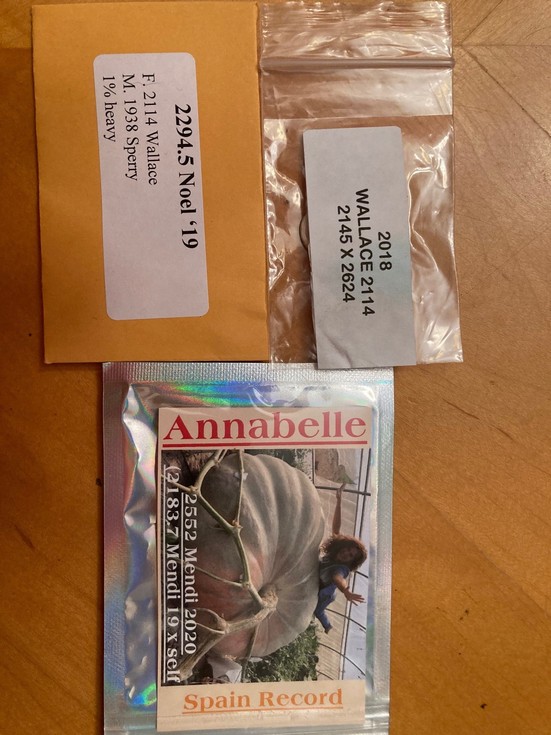 2294.5 Noel ‘19
F. 2114 Wallace
M. 1938 Sperry
1% heavy
2018
WALLACE 2114
2145 X 2624
Annabelle
2552 Mendi 2020
(2183,7 Mendi 19 x self
Spain Record